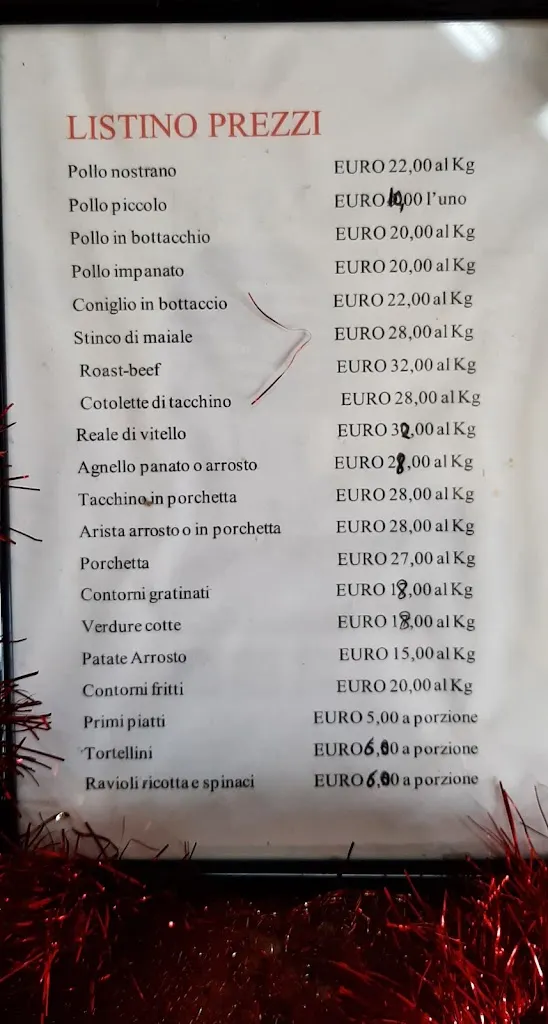 LISTINO PREZZI
Pollo nostrano EURO 22,00 al Kg
Pollo piccolo EURO 10,00 l'uno
Pollo in bottacchio EURO 20,00 al Kg
Pollo impanato EURO 20,00 al Kg
Coniglio in bottaccio EURO 22,00 al Kg
Stinco di maiale EURO 28,00 al Kg
Roast-beef EURO 32,00 al Kg
Cotolette di tacchino EURO 28,00 al Kg
Reale di vitello EURO 32,00 al Kg
Agnello panato o arrosto EURO 28,00 al Kg
Tacchino in porchetta EURO 28,00 al Kg
Arista arrosto o in porchetta EURO 28,00 al Kg
Porchetta EURO 27,00 al Kg
Contorni gratinati EURO 18,00 al Kg
Verdure cotte EURO 18,00 al Kg
Patate Arrosto EURO 15,00 al Kg
Contorni fritti EURO 20,00 al Kg
Primi piatti EURO 5,00 a porzione
Tortellini EURO 6,00 a porzione
Ravioli ricotta e spinaci EURO 6,00 a porzione